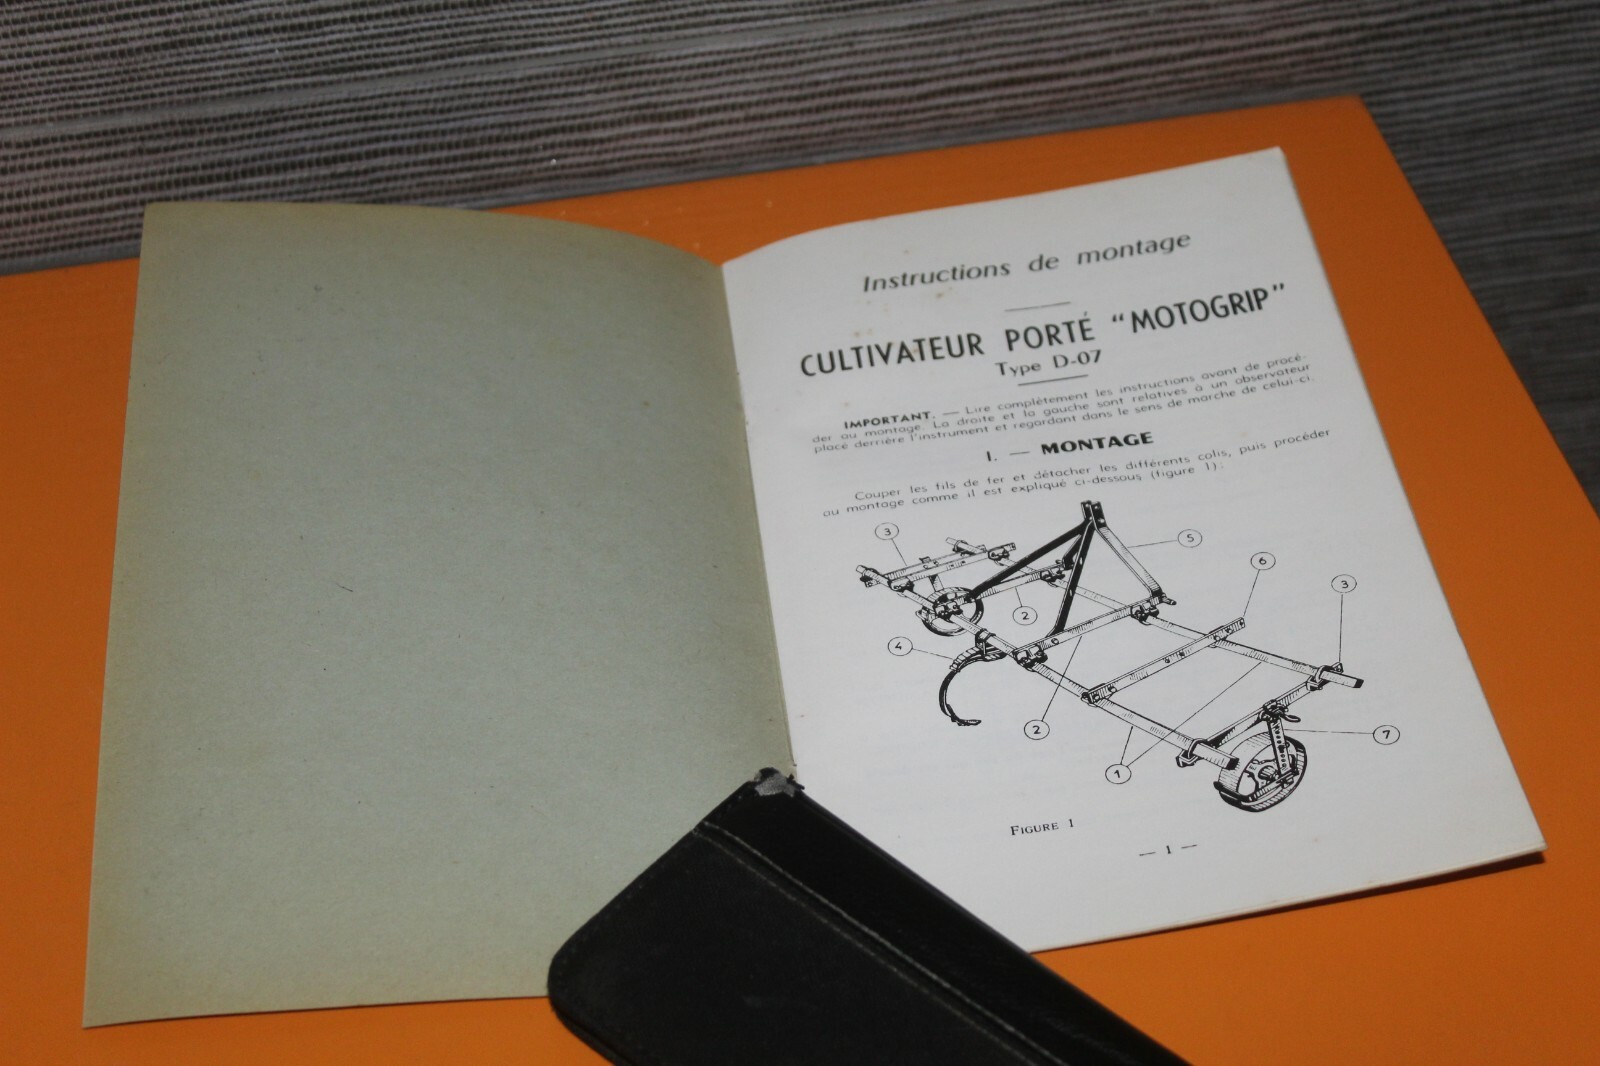 Instructions de montage
CULTIVATEUR PORTÉ "MOTOGRIP"
Type D-07
IMPORTANT. — Lire complètement les instructions avant de procé-
der au montage. La droite et la gauche sont relatives à un observateur
placé derrière l'instrument et regardant dans le sens de marche de celui-ci.
I. — MONTAGE
Couper les fils de fer et détacher les différents colis, puis procéder
au montage comme il est expliqué ci-dessous (figure 1) :
3
5
6
3
2
4
2
7
1
FIGURE 1
— 1 —